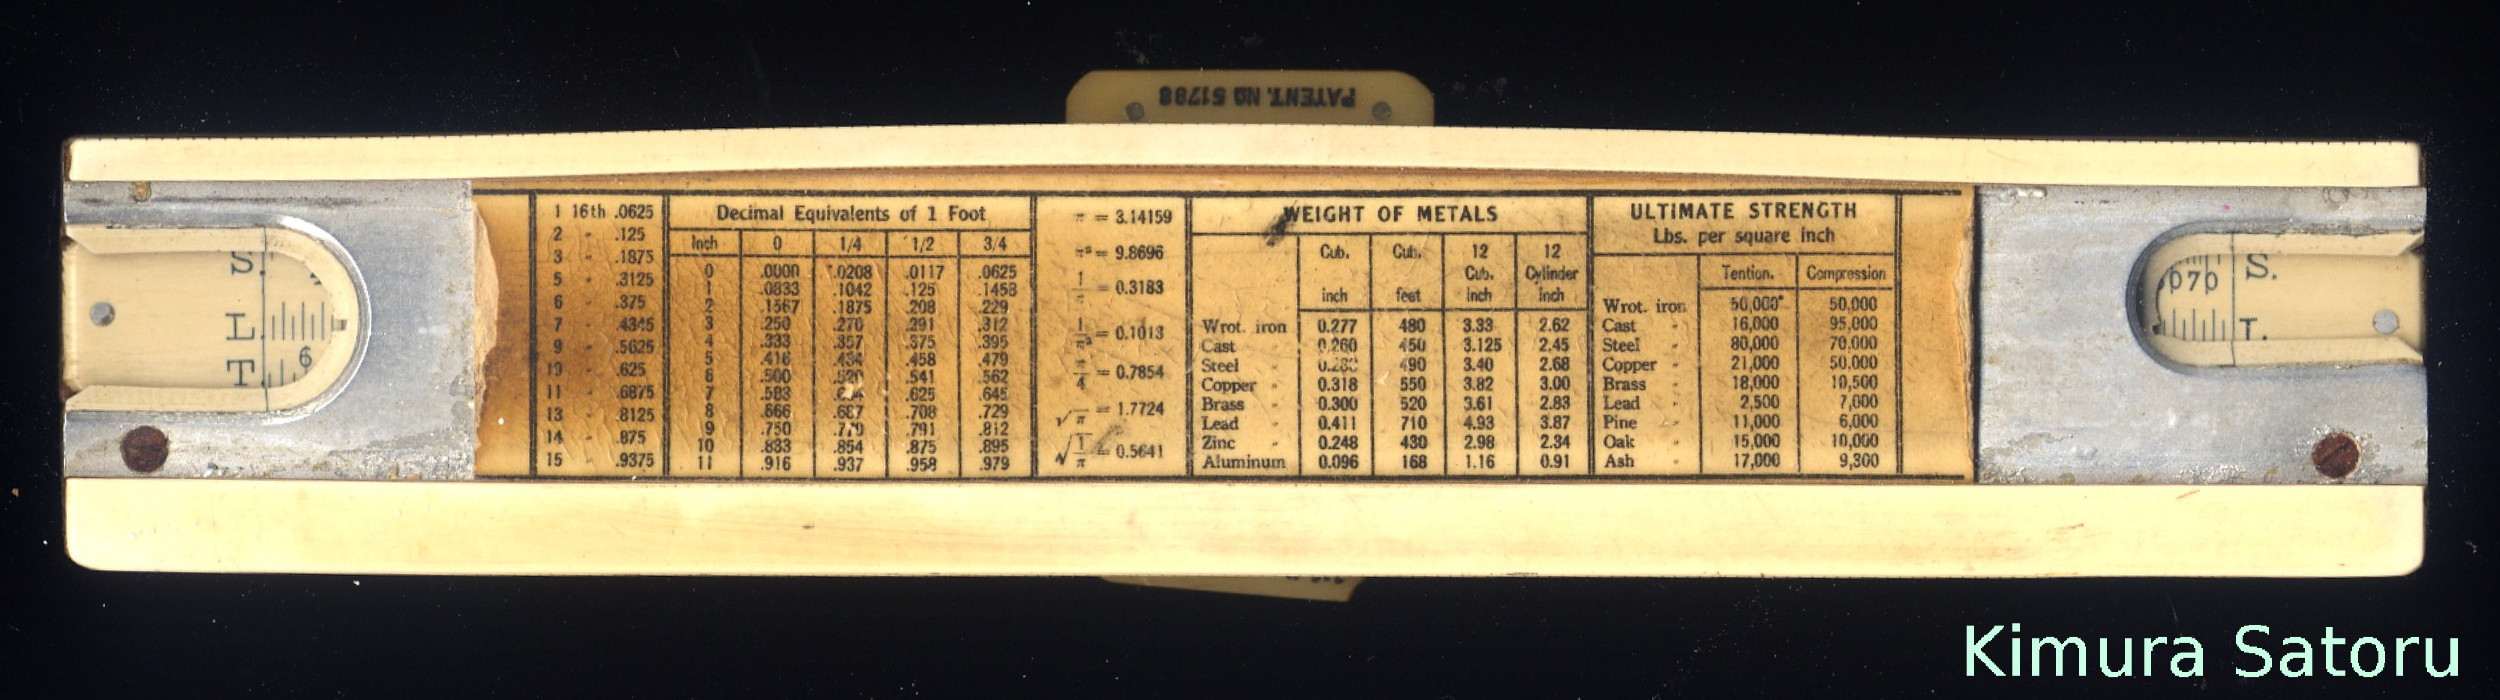 PATENT. NO 51788
S.
L.
T. 6
1 16th .0625
2 " .125
3 " .1875
5 " .3125
6 " .375
7 " .4345
9 " .5625
10 " .625
11 " .6875
13 " .8125
14 " .875
15 " .9375
Decimal Equivalents of 1 Foot
Inch 0 1/4 1/2 3/4
0 .0000 .0208 .0117 .0625
1 .0833 .1042 .125 .1458
2 .1567 .1875 .208 .229
3 .250 .270 .291 .312
4 .333 .357 .375 .395
5 .416 .434 .458 .479
6 .500 .520 .541 .562
7 .583 .625 .645
8 .666 .687 .708 .729
9 .750 .770 .791 .812
10 .833 .854 .875 .895
11 .916 .937 .958 .979
π = 3.14159
π² = 9.8696
1/π = 0.3183
1/π² = 0.1013
π/4 = 0.7854
√π = 1.7724
√1/π = 0.5641
WEIGHT OF METALS
Cub. inch Cub. feet 12 Cub. Inch 12 Cylinder Inch
Wrot. iron 0.277 480 3.33 2.62
Cast " 0.260 450 3.125 2.45
Steel 490 3.40 2.68
Copper " 0.318 550 3.82 3.00
Brass " 0.300 520 3.61 2.83
Lead " 0.411 710 4.93 3.87
Zinc " 0.248 430 2.98 2.34
Aluminum 0.096 168 1.16 0.91
ULTIMATE STRENGTH
Lbs. per square inch
Tention. Compression
Wrot. iron 50,000 50,000
Cast " 16,000 95,000
Steel " 80,000 70,000
Copper " 21,000 50,000
Brass " 18,000 10,500
Lead " 2,500 7,000
Pine " 11,000 6,000
Oak " 15,000 10,000
Ash " 17,000 9,300
070 S.
T.
Kimura Satoru